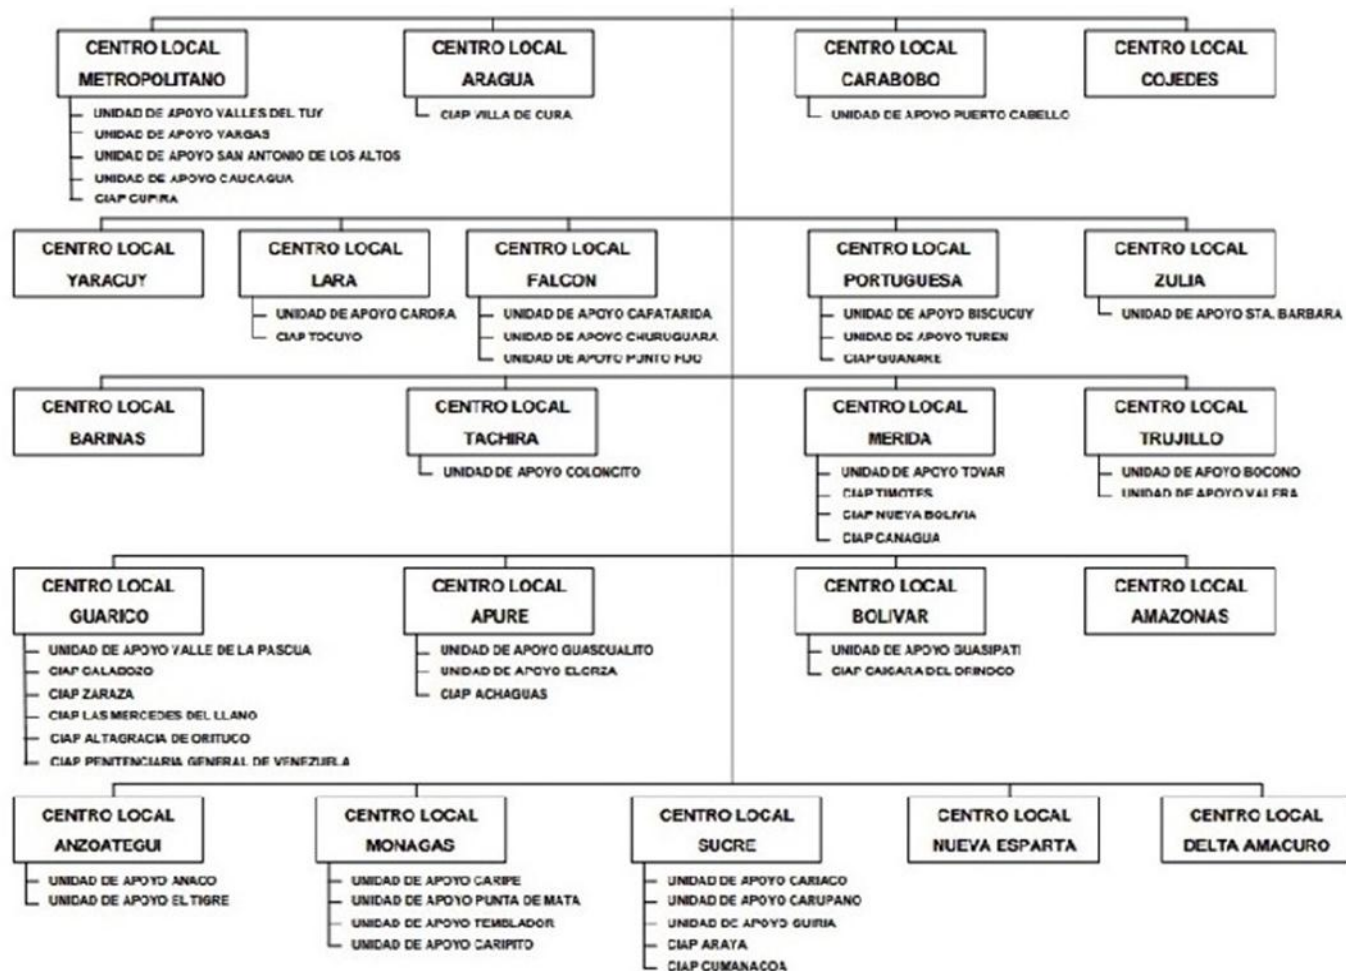 CENTRO LOCAL
METROPOLITANO
UNIDAD DE APOYO VALLES DEL TUY
UNIDAD DE APOYO VARGAS
UNIDAD DE APOYO SAN ANTONIO DE LOS ALTOS
UNIDAD DE APOYO CAUCAGUA
CIAP CUPIRA
CENTRO LOCAL
ARAGUA
CIAP VILLA DE CURA
CENTRO LOCAL
CARABOBO
UNIDAD DE APOYO PUERTO CABELLO
CENTRO LOCAL
COJEDES
CENTRO LOCAL
YARACUY
CENTRO LOCAL
LARA
UNIDAD DE APOYO CARORA
CIAP TOCUYO
CENTRO LOCAL
FALCON
UNIDAD DE APOYO CAPATARIDA
UNIDAD DE APOYO CHURUGUARA
UNIDAD DE APOYO PUNTO FIJO
CENTRO LOCAL
PORTUGUESA
UNIDAD DE APOYO BISCUCUY
UNIDAD DE APOYO TUREN
CIAP GUANARE
CENTRO LOCAL
ZULIA
UNIDAD DE APOYO STA. BARBARA
CENTRO LOCAL
BARINAS
CENTRO LOCAL
TACHIRA
UNIDAD DE APOYO COLONCITO
CENTRO LOCAL
MERIDA
UNIDAD DE APOYO TOVAR
CIAP TIMOTES
CIAP NUEVA BOLIVIA
CIAP CANAGUA
CENTRO LOCAL
TRUJILLO
UNIDAD DE APOYO BOCONO
UNIDAD DE APOYO VALERA
CENTRO LOCAL
GUARICO
UNIDAD DE APOYO VALLE DE LA PASCUA
CIAP CALABOZO
CIAP ZARAZA
CIAP LAS MERCEDES DEL LLANO
CIAP ALTAGRACIA DE ORITUCO
CIAP PENITENCIARIA GENERAL DE VENEZUELA
CENTRO LOCAL
APURE
UNIDAD DE APOYO GUASDUALITO
UNIDAD DE APOYO ELORZA
CIAP ACHAGUAS
CENTRO LOCAL
BOLIVAR
UNIDAD DE APOYO GUASIPATI
CIAP CAICARA DEL ORINOCO
CENTRO LOCAL
AMAZONAS
CENTRO LOCAL
ANZOATEGUI
UNIDAD DE APOYO ANACO
UNIDAD DE APOYO EL TIGRE
CENTRO LOCAL
MONAGAS
UNIDAD DE APOYO CARIPE
UNIDAD DE APOYO PUNTA DE MATA
UNIDAD DE APOYO TEMBLADOR
UNIDAD DE APOYO CARIPITO
CENTRO LOCAL
SUCRE
UNIDAD DE APOYO CARIACO
UNIDAD DE APOYO CARUPANO
UNIDAD DE APOYO GUIRIA
CIAP ARAYA
CIAP CUMANACOA
CENTRO LOCAL
NUEVA ESPARTA
CENTRO LOCAL
DELTA AMACURO